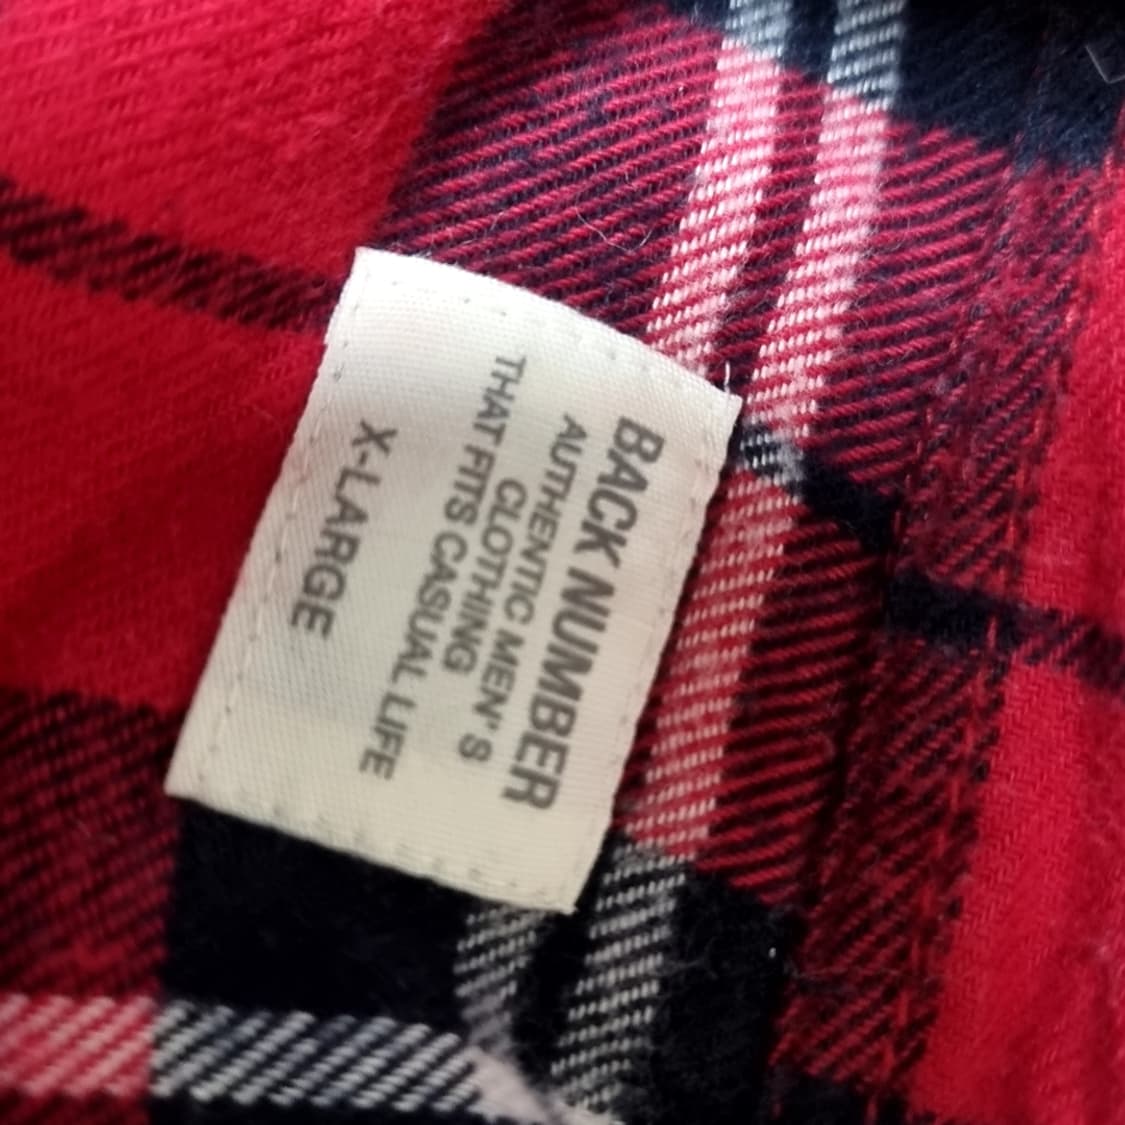 BACK NUMBER
AUTHENTIC MEN' S
CLOTHING
THAT FITS CASUAL LIFE
X-LARGE